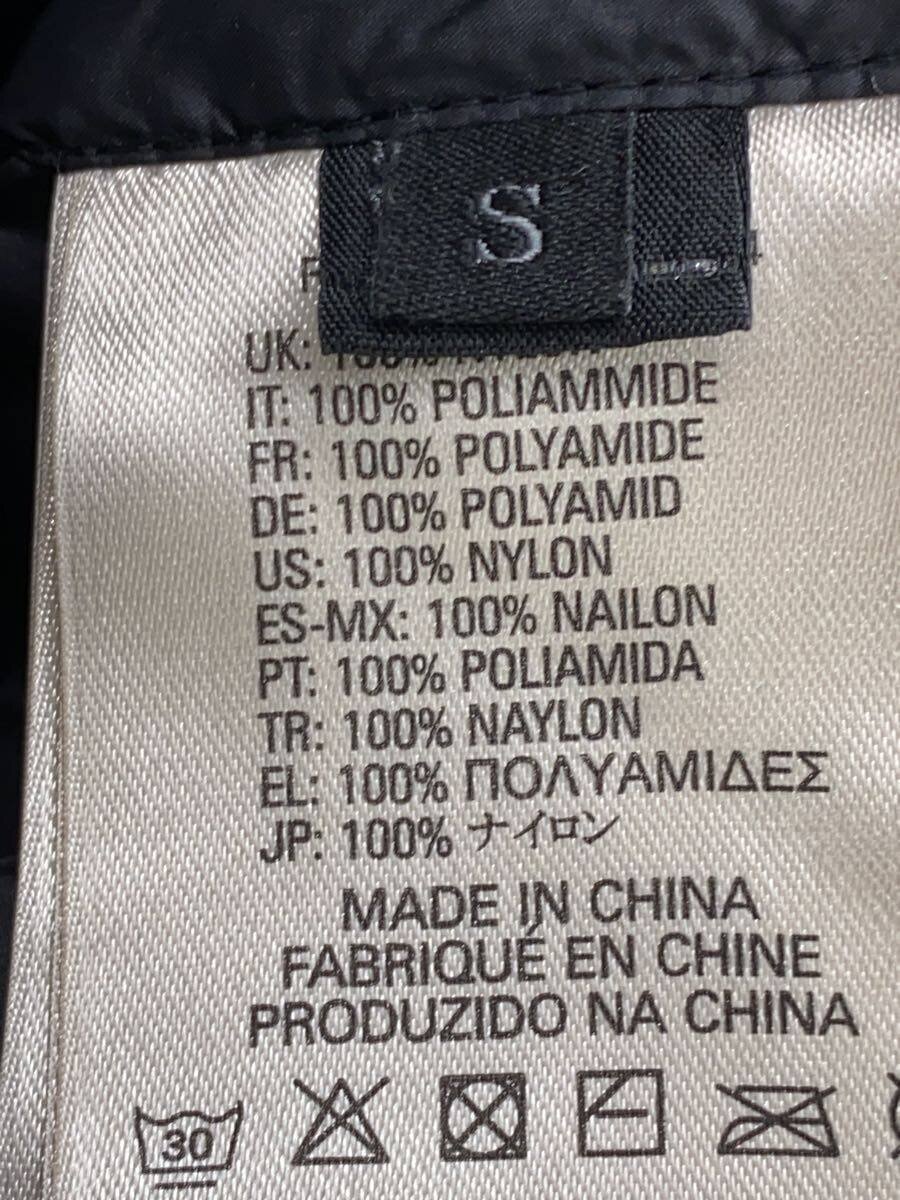 S
UK: 100%
IT: 100% POLIAMMIDE
FR: 100% POLYAMIDE
DE: 100% POLYAMID
US: 100% NYLON
ES-MX: 100% NAILON
PT: 100% POLIAMIDA
TR: 100% NAYLON
EL: 100% ΠΟΛΥΑΜΙΔΕΣ
JP: 100% ナイロン
MADE IN CHINA
FABRIQUÉ EN CHINE
PRODUZIDO NA CHINA
30